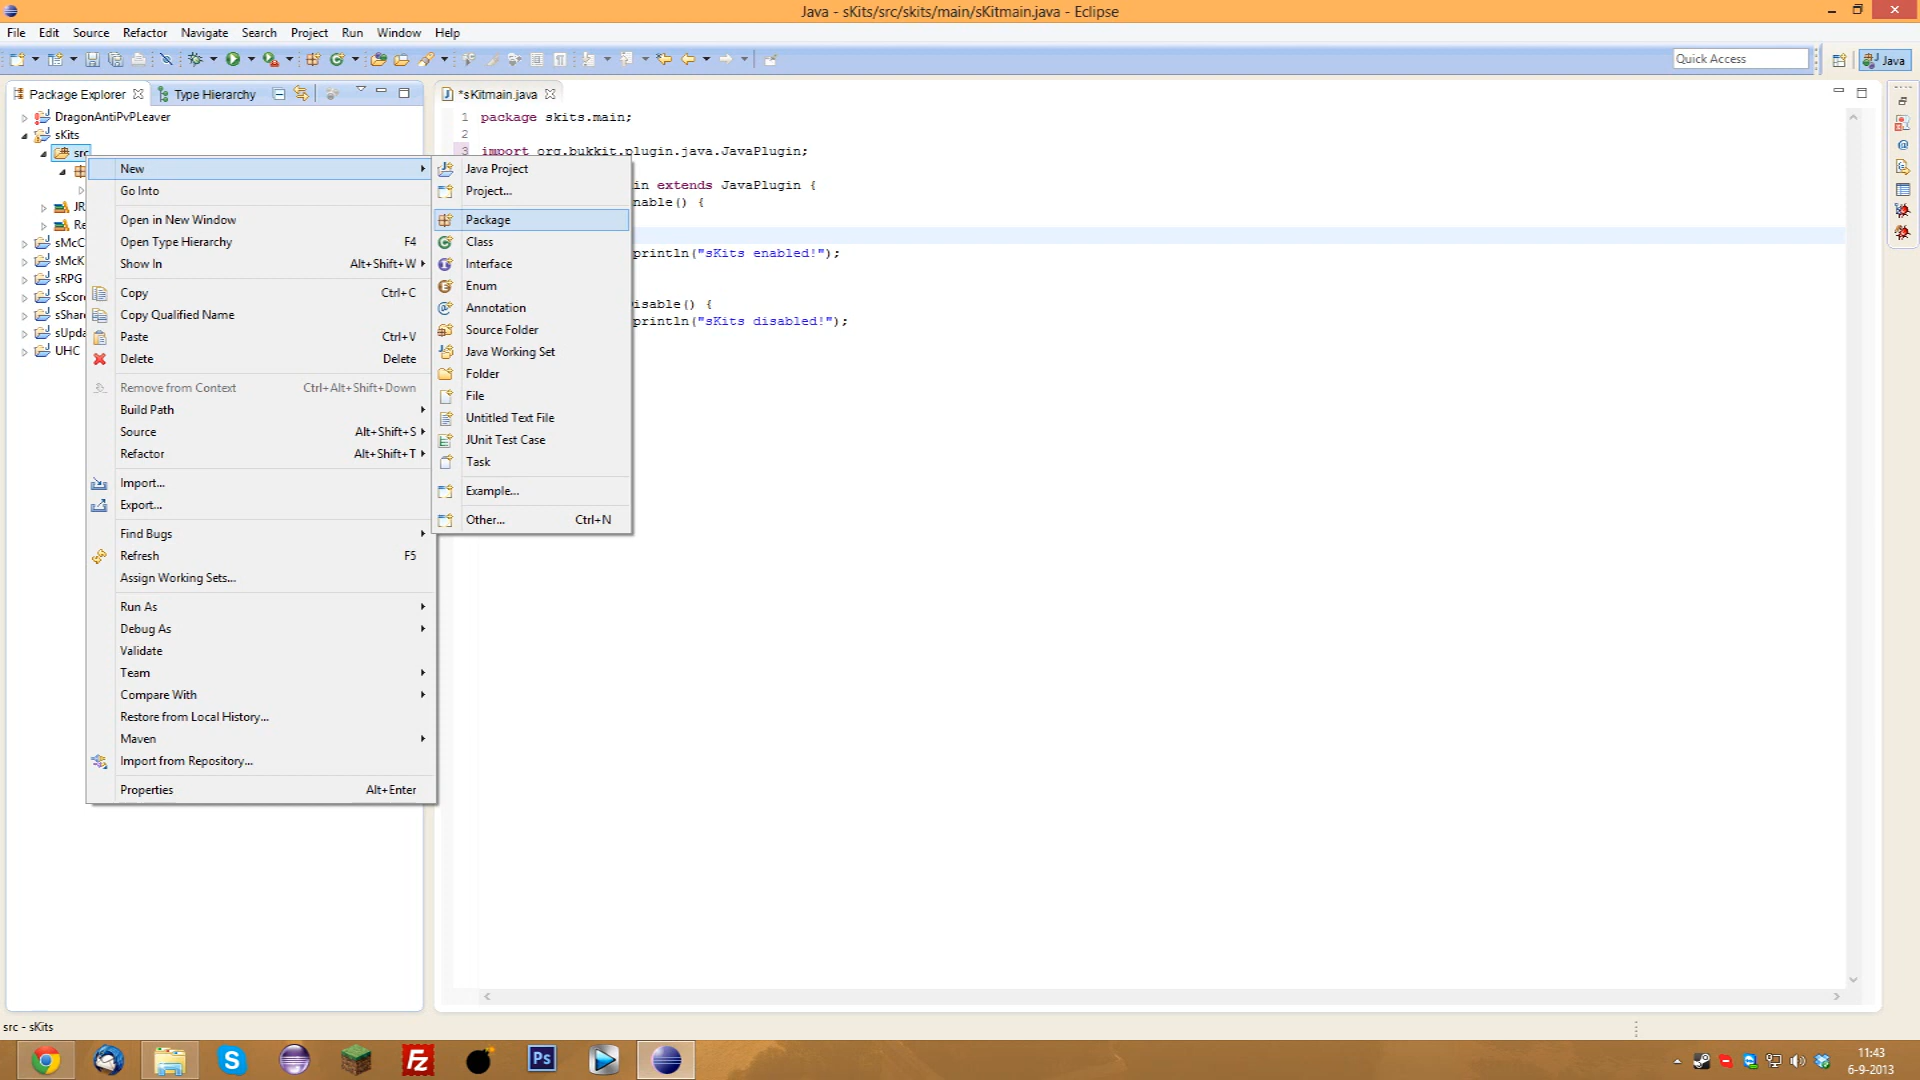 Java - sKits/src/skits/main/sKitmain.java - Eclipse
File Edit Source Refactor Navigate Search Project Run Window Help
Quick Access
Java
Package Explorer
Type Hierarchy
*sKitmain.java
DragonAntiPvPLeaver
sKits
src
JR
Re
sMcC
sMcK
sRPG
sScor
sShar
sUpda
UHC
1 package skits.main;
2
3 import org.bukkit.plugin.java.JavaPlugin;
in extends JavaPlugin {
nable() {
println("sKits enabled!");
isable() {
println("sKits disabled!");
New
Go Into
Open in New Window
Open Type Hierarchy F4
Show In Alt+Shift+W
Copy Ctrl+C
Copy Qualified Name
Paste Ctrl+V
Delete Delete
Remove from Context Ctrl+Alt+Shift+Down
Build Path
Source Alt+Shift+S
Refactor Alt+Shift+T
Import...
Export...
Find Bugs
Refresh F5
Assign Working Sets...
Run As
Debug As
Validate
Team
Compare With
Restore from Local History...
Maven
Import from Repository...
Properties Alt+Enter
Java Project
Project...
Package
Class
Interface
Enum
Annotation
Source Folder
Java Working Set
Folder
File
Untitled Text File
JUnit Test Case
Task
Example...
Other... Ctrl+N
src - sKits
Fz
Ps
11:43
6-9-2013